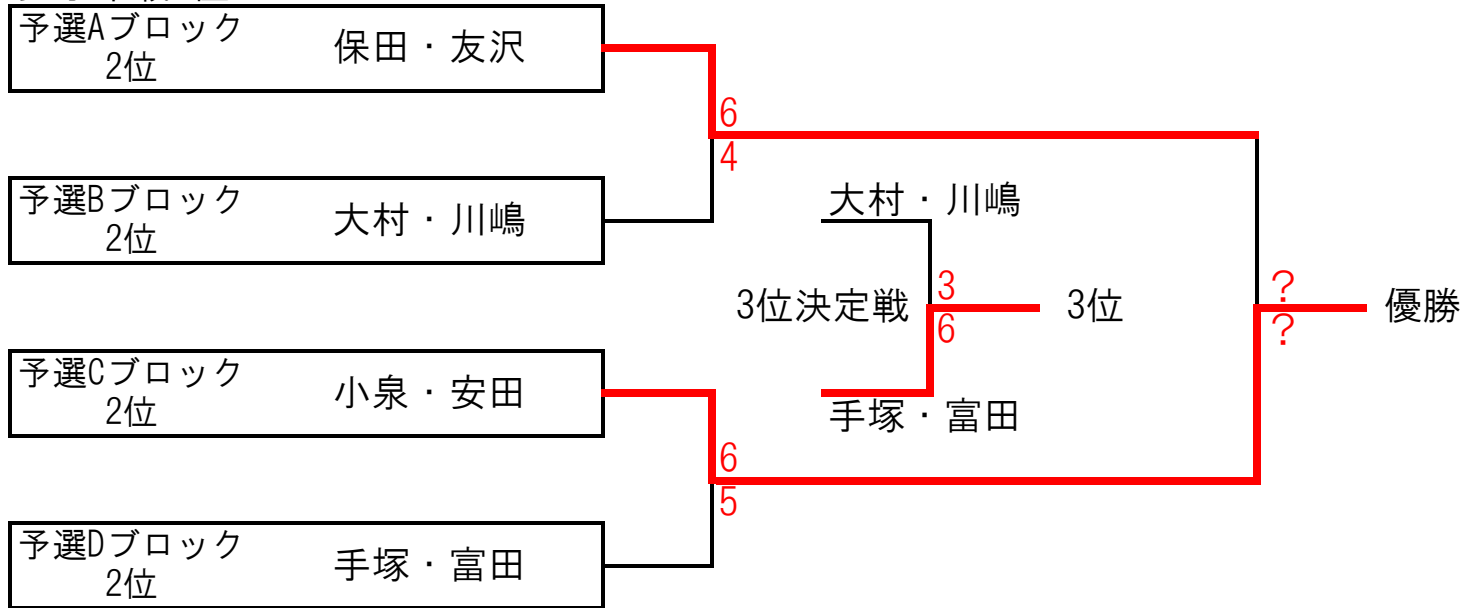 予選Aブロック
2位
保田・友沢
6
4
予選Bブロック
2位
大村・川嶋
大村・川嶋
3位決定戦
3
6
3位
?
?
優勝
予選Cブロック
2位
小泉・安田
手塚・富田
6
5
予選Dブロック
2位
手塚・富田